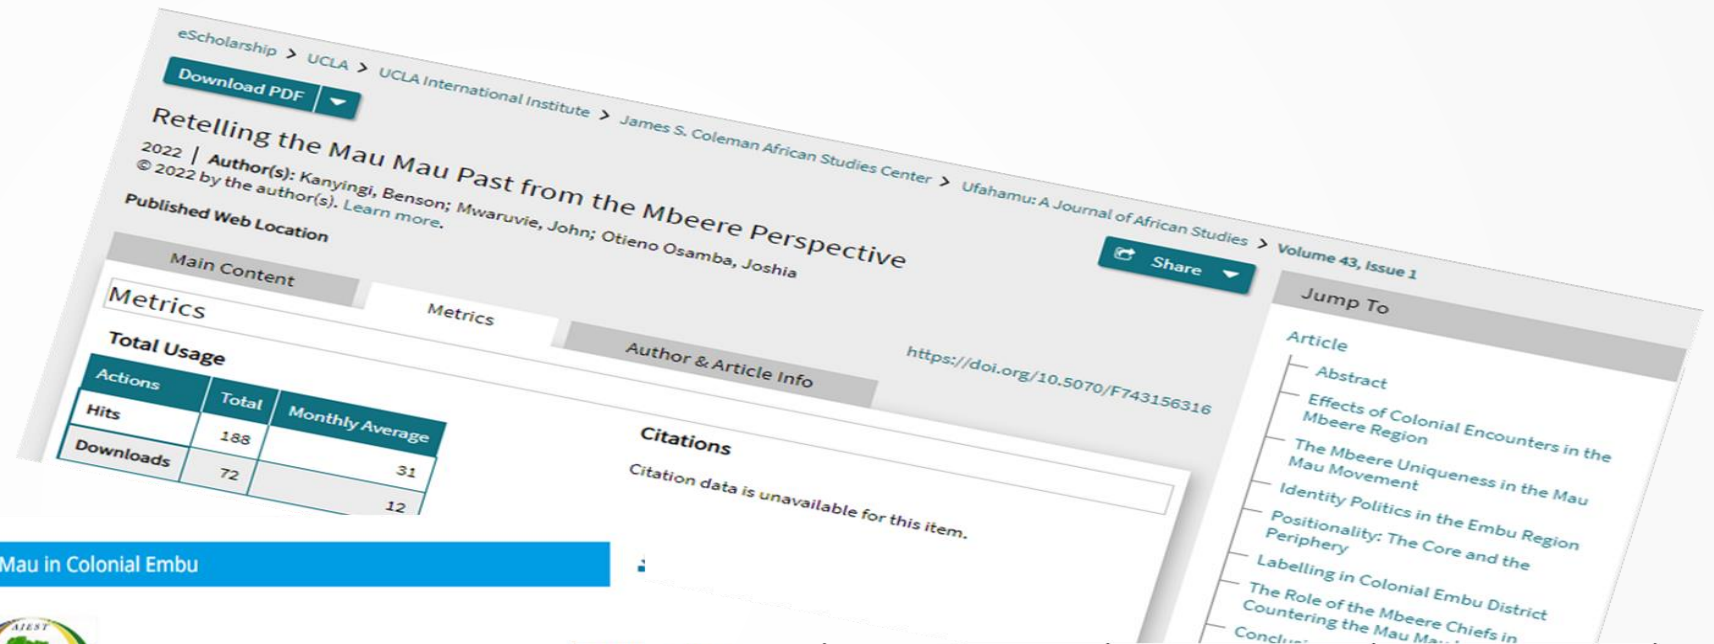 eScholarship > UCLA > UCLA International Institute > James S. Coleman African Studies Center > Ufahamu: A Journal of African Studies > Volume 43, Issue 1
Download PDF
Retelling the Mau Mau Past from the Mbeere Perspective
2022 | Author(s): Kanyingi, Benson; Mwaruvie, John; Otieno Osamba, Joshia
© 2022 by the author(s). Learn more.
Published Web Location
https://doi.org/10.5070/F743156316
Share
Main Content
Metrics
Author & Article Info
Metrics
Total Usage
Actions Total Monthly Average
Hits 188 31
Downloads 72 12
Citations
Citation data is unavailable for this item.
Jump To
Article
Abstract
Effects of Colonial Encounters in the
Mbeere Region
The Mbeere Uniqueness in the Mau
Mau Movement
Identity Politics in the Embu Region
Positionality: The Core and the
Periphery
Labelling in Colonial Embu District
The Role of the Mbeere Chiefs in
Countering the Mau Mau
Mau in Colonial Embu
AJEST